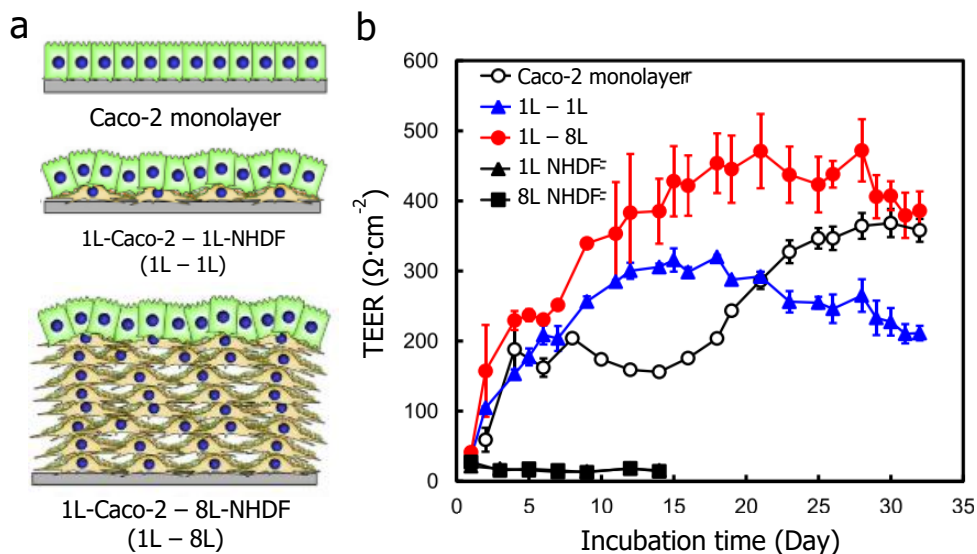 a
Caco-2 monolayer
1L-Caco-2 – 1L-NHDF
(1L – 1L)
1L-Caco-2 – 8L-NHDF
(1L – 8L)
b
TEER (Ω·cm⁻²)
600
500
400
300
200
100
0
Caco-2 monolayer
1L – 1L
1L – 8L
1L NHDF
8L NHDF
0 5 10 15 20 25 30 35
Incubation time (Day)